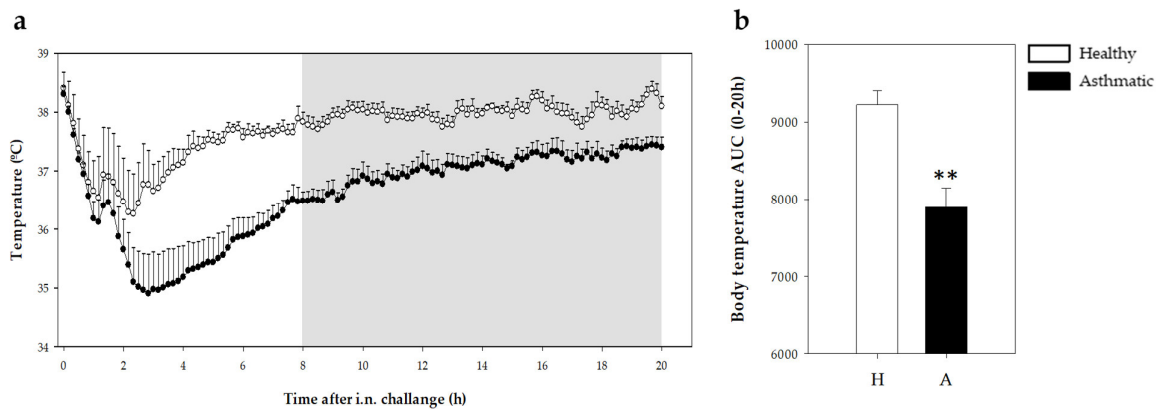 a
39
38
37
36
35
34
Temperature (ºC)
0 2 4 6 8 10 12 14 16 18 20
Time after i.n. challange (h)
b
10000
9000
8000
7000
6000
Body temperature AUC (0-20h)
**
H A
Healthy
Asthmatic